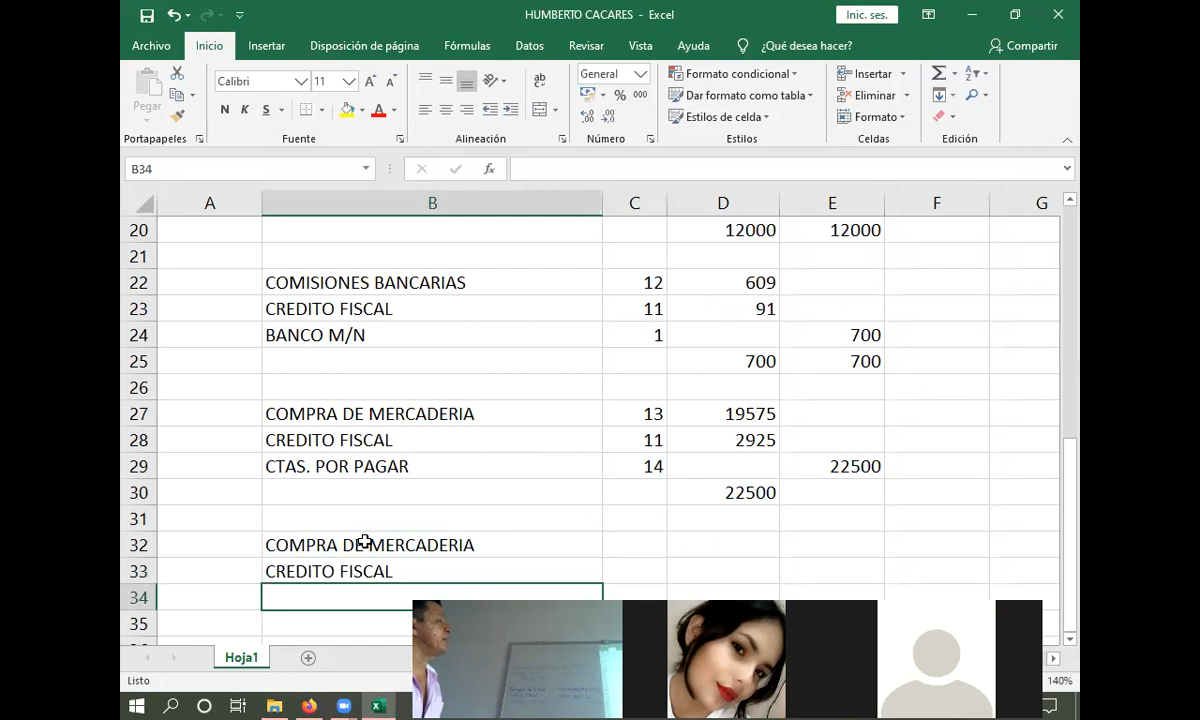 HUMBERTO CACARES - Excel
Inic. ses.
Archivo Inicio Insertar Disposición de página Fórmulas Datos Revisar Vista Ayuda ¿Qué desea hacer? Compartir
Pegar
Calibri 11
N K S
ab
General
% 000
Formato condicional
Dar formato como tabla
Estilos de celda
Insertar
Eliminar
Formato
Portapapeles Fuente Alineación Número Estilos Celdas Edición
B34 fx
A B C D E F G
20 12000 12000
21
22 COMISIONES BANCARIAS 12 609
23 CREDITO FISCAL 11 91
24 BANCO M/N 1 700
25 700 700
26
27 COMPRA DE MERCADERIA 13 19575
28 CREDITO FISCAL 11 2925
29 CTAS. POR PAGAR 14 22500
30 22500
31
32 COMPRA DE MERCADERIA
33 CREDITO FISCAL
34
35
Hoja1
Listo 140%